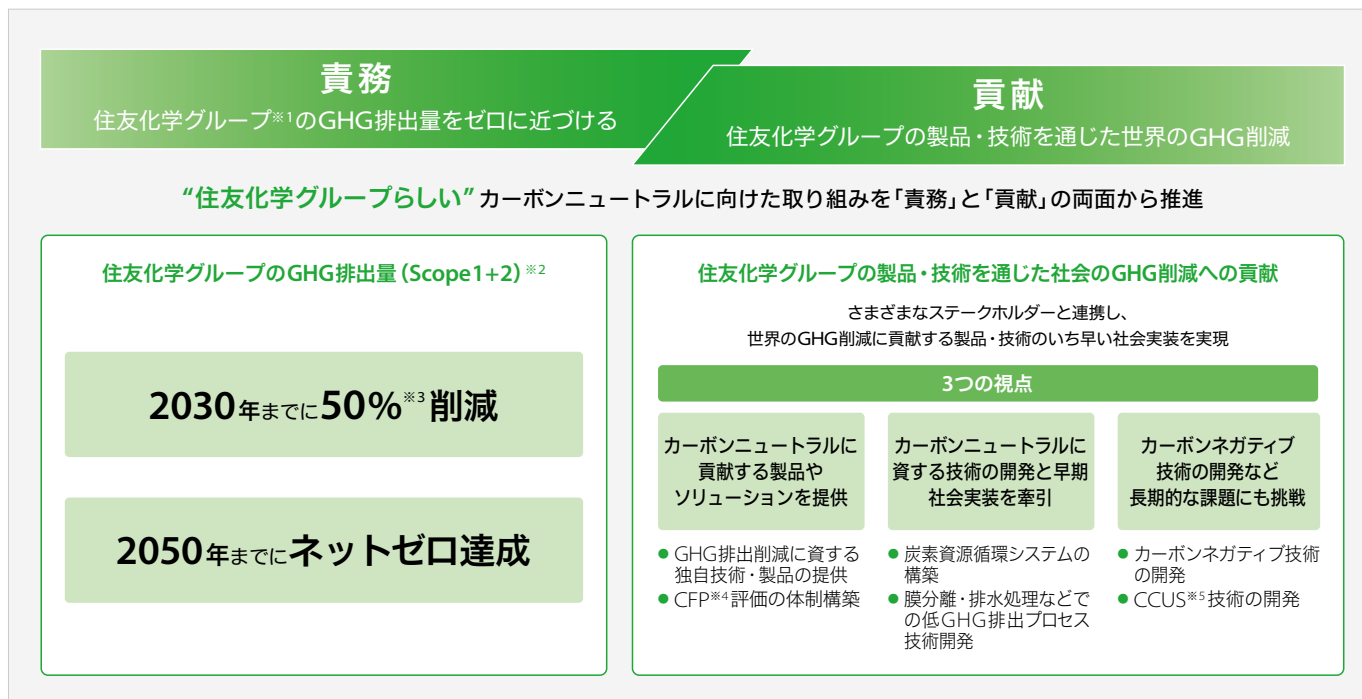 責務
住友化学グループ※1のGHG排出量をゼロに近づける
貢献
住友化学グループの製品・技術を通じた世界のGHG削減
“住友化学グループらしい”カーボンニュートラルに向けた取り組みを「責務」と「貢献」の両面から推進
住友化学グループのGHG排出量(Scope1+2)※2
2030年までに50%※3削減
2050年までにネットゼロ達成
住友化学グループの製品・技術を通じた社会のGHG削減への貢献
さまざまなステークホルダーと連携し、
世界のGHG削減に貢献する製品・技術のいち早い社会実装を実現
3つの視点
カーボンニュートラルに
貢献する製品や
ソリューションを提供
● GHG排出削減に資する
独自技術・製品の提供
● CFP※4評価の体制構築
カーボンニュートラルに
資する技術の開発と早期
社会実装を牽引
● 炭素資源循環システムの
構築
● 膜分離・排水処理などで
の低GHG排出プロセス
技術開発
カーボンネガティブ
技術の開発など
長期的な課題にも挑戦
● カーボンネガティブ技術
の開発
● CCUS※5技術の開発